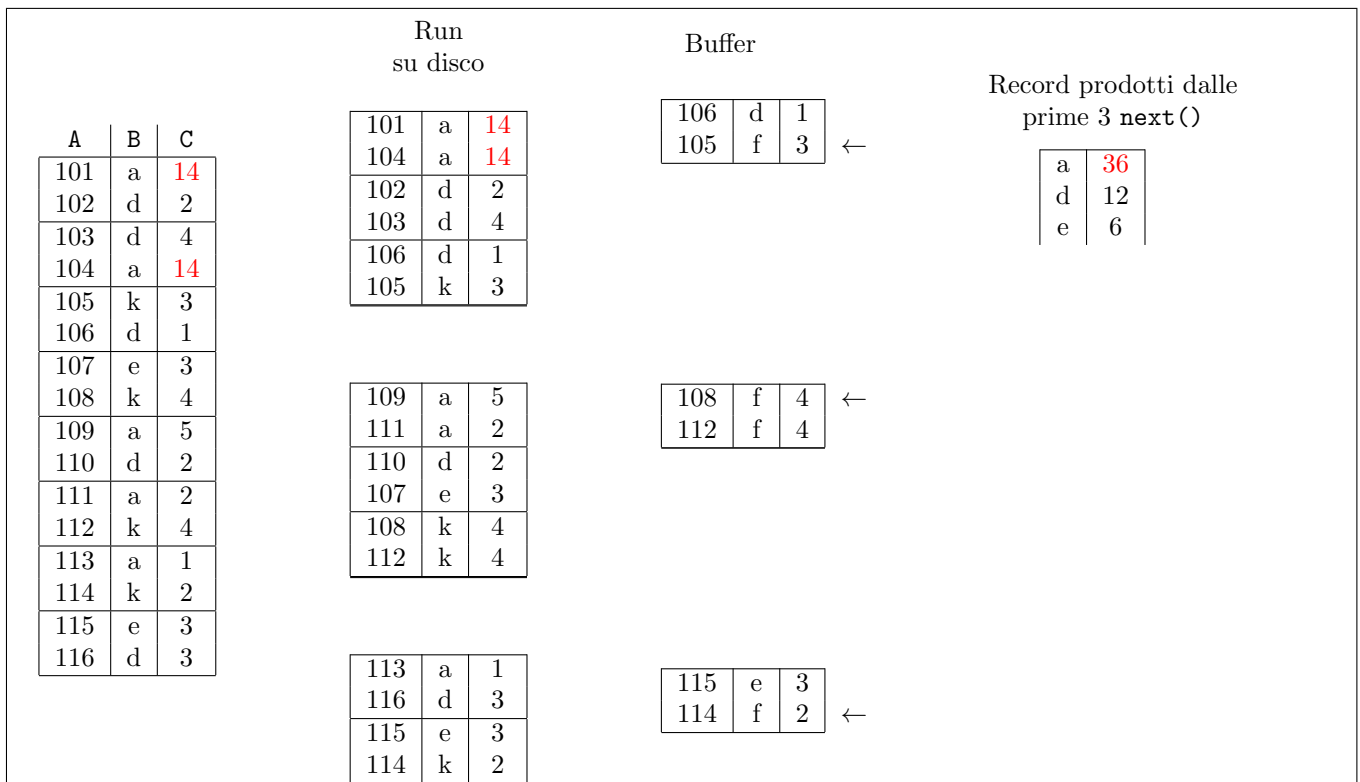 Run
su disco
Buffer
Record prodotti dalle
prime 3 next()
A B C
101 a 14
102 d 2
103 d 4
104 a 14
105 k 3
106 d 1
107 e 3
108 k 4
109 a 5
110 d 2
111 a 2
112 k 4
113 a 1
114 k 2
115 e 3
116 d 3
101 a 14
104 a 14
102 d 2
103 d 4
106 d 1
105 k 3
109 a 5
111 a 2
110 d 2
107 e 3
108 k 4
112 k 4
113 a 1
116 d 3
115 e 3
114 k 2
106 d 1
105 f 3 ←
108 f 4 ←
112 f 4
115 e 3
114 f 2 ←
a 36
d 12
e 6